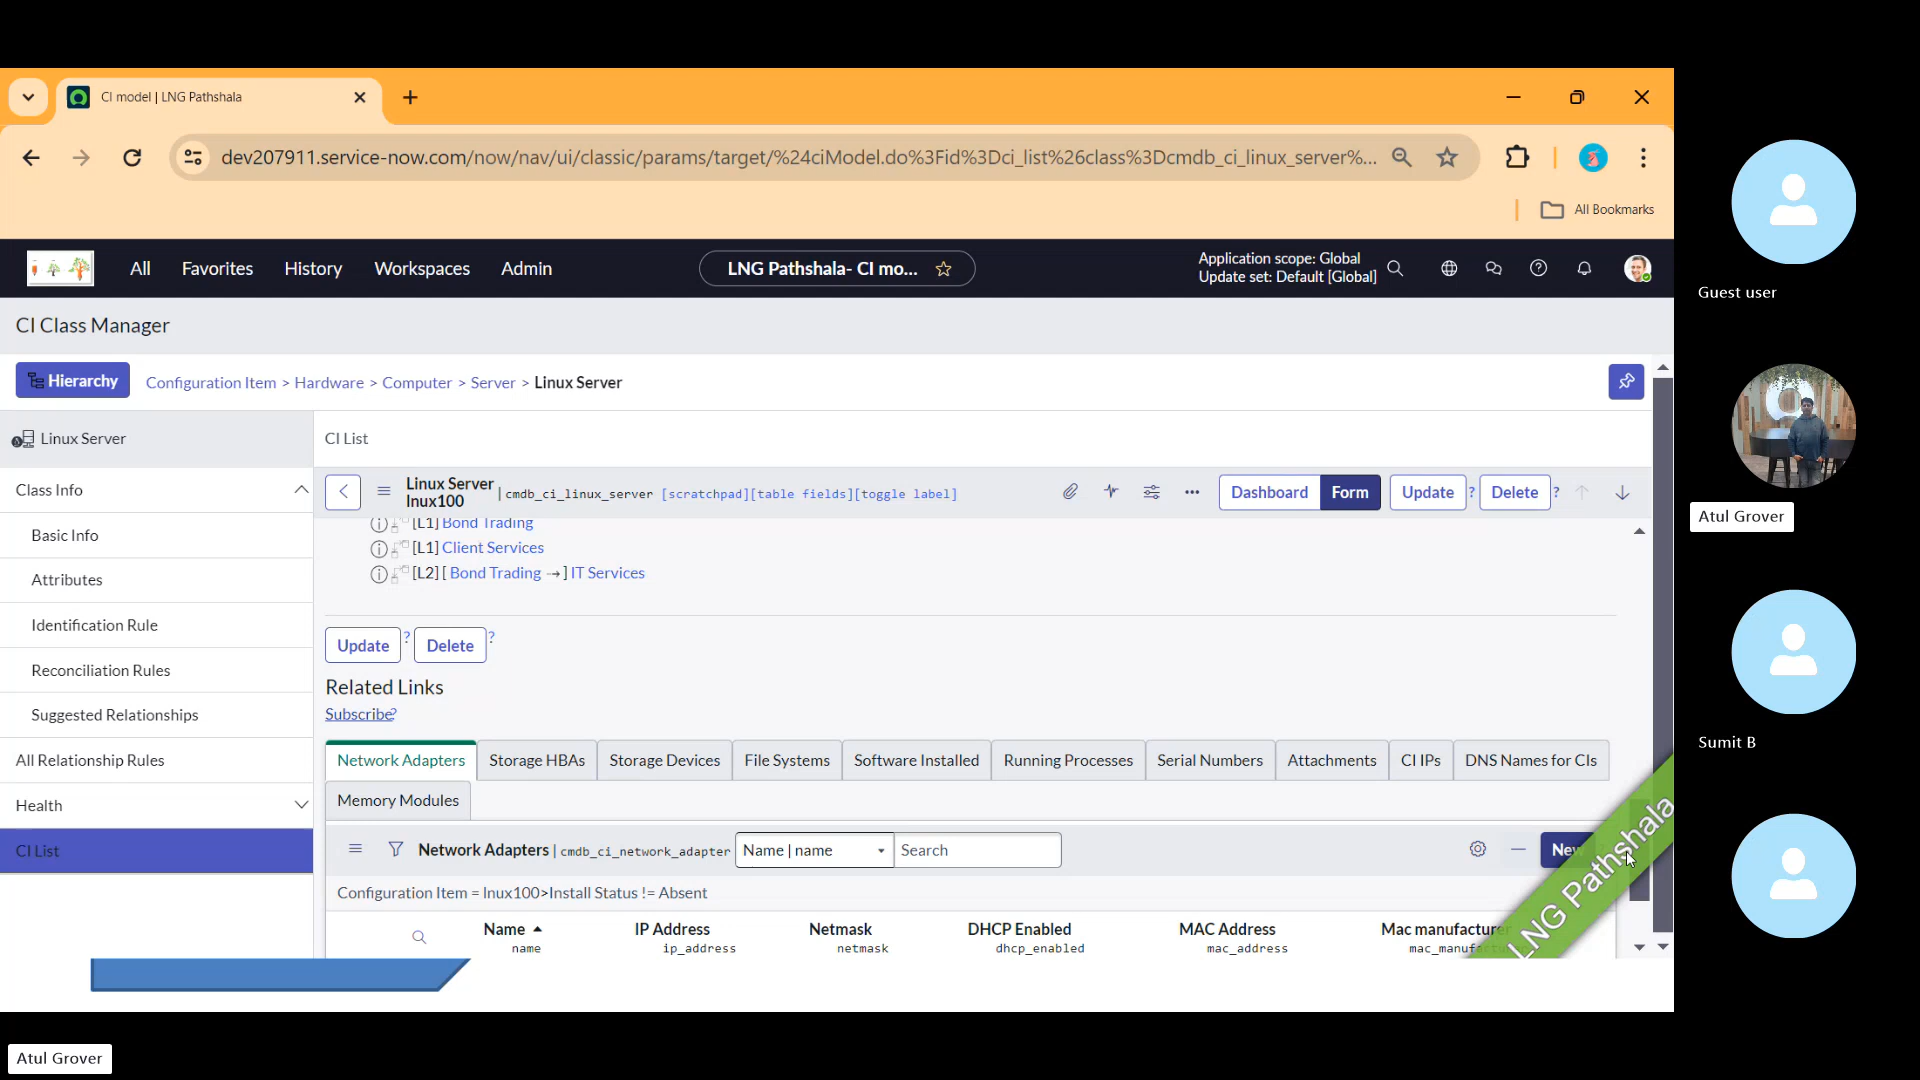 CI model | LNG Pathshala
dev207911.service-now.com/now/nav/ui/classic/params/target/%24ciModel.do%3Fid%3Dci_list%26class%3Dcmdb_ci_linux_server%...
All Bookmarks
All Favorites History Workspaces Admin
LNG Pathshala- CI mo...
Application scope: Global
Update set: Default [Global]
CI Class Manager
Hierarchy
Configuration Item > Hardware > Computer > Server > Linux Server
Linux Server
Class Info
Basic Info
Attributes
Identification Rule
Reconciliation Rules
Suggested Relationships
All Relationship Rules
Health
CI List
CI List
Linux Server
lnux100
| cmdb_ci_linux_server [scratchpad][table fields][toggle label]
Dashboard Form Update ? Delete ?
[L1] Bond Trading
[L1] Client Services
[L2] [ Bond Trading → ] IT Services
Update ? Delete ?
Related Links
Subscribe?
Network Adapters Storage HBAs Storage Devices File Systems Software Installed Running Processes Serial Numbers Attachments CI IPs DNS Names for CIs
Memory Modules
Network Adapters | cmdb_ci_network_adapter Name | name Search New
Configuration Item = lnux100>Install Status != Absent
Name IP Address Netmask DHCP Enabled MAC Address Mac manufacturer
name ip_address netmask dhcp_enabled mac_address
LNG Pathshala
Guest user
Atul Grover
Sumit B
Atul Grover